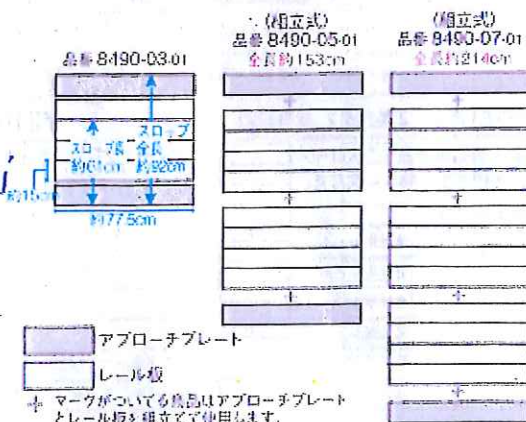 品番 8490-03-01
(組立式)
品番 8490-05-01
全長約153cm
(組立式)
品番 8490-07-01
全長約214cm
スロープ長
約61cm
スロープ
全長
約92cm
約15cm
約77.5cm
アプローチプレート
レール板
+ マークがついてる商品はアプローチプレート
とレール板を組立てて使用します。